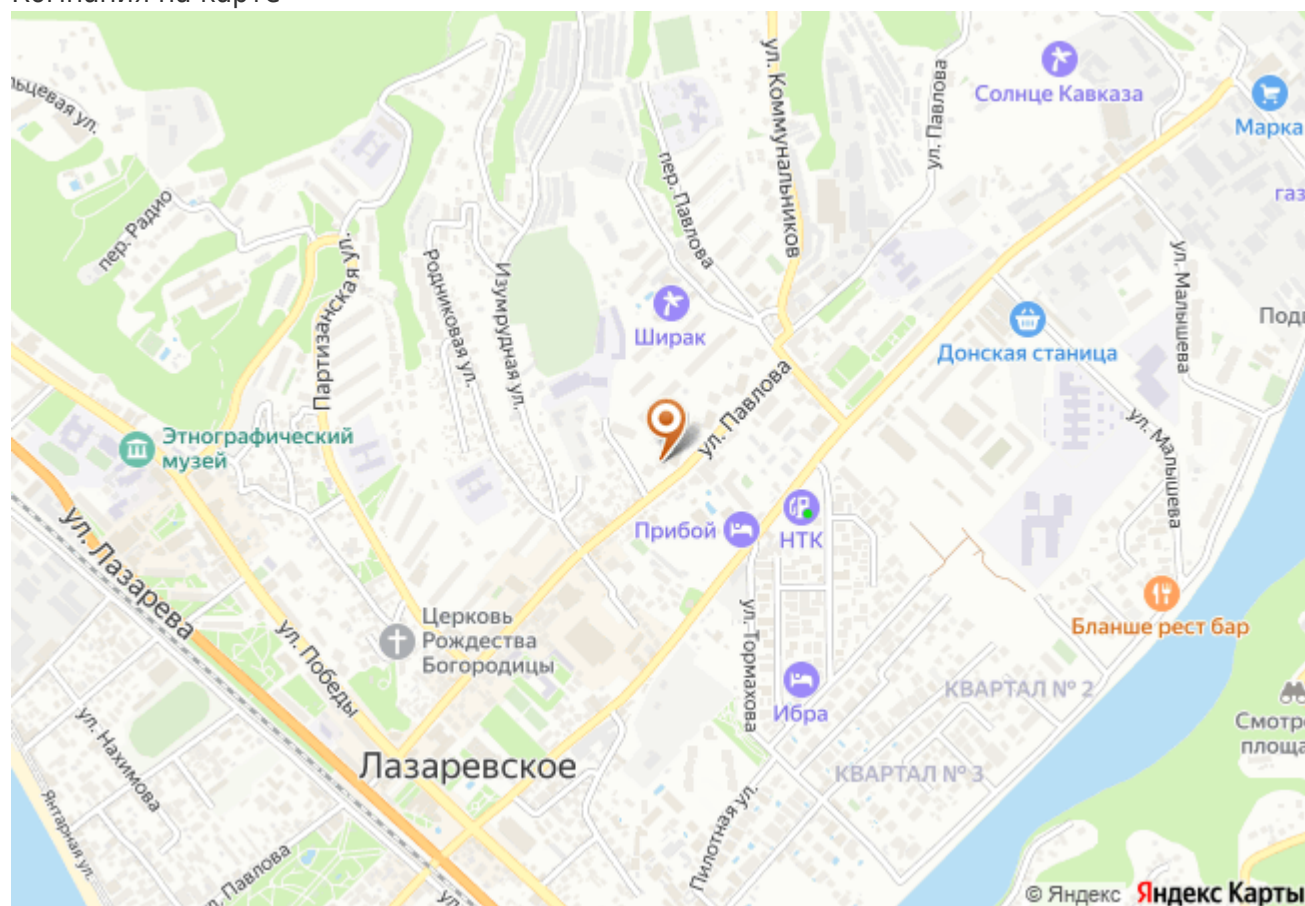 Компания на карте
ул. Коммунальников
ул. Павлова
Солнце Кавказа
Марка
газ
пер. Павлова
пер. Радио
Партизанская ул.
Родниковая ул.
Изумрудная ул.
Ширак
ул. Малышева
Подп
Донская станица
ул. Павлова
ул. Малышева
Этнографический
музей
ул. Лазарева
Прибой
НТК
Церковь
Рождества
Богородицы
ул. Победы
ул. Тормахова
Бланше рест бар
Ибра
КВАРТАЛ № 2
Смотро
площа
ул. Нахимова
Лазаревское
КВАРТАЛ № 3
Янтарная ул.
Пилотная ул.
Павлова
ул.
© Яндекс Яндекс Карты